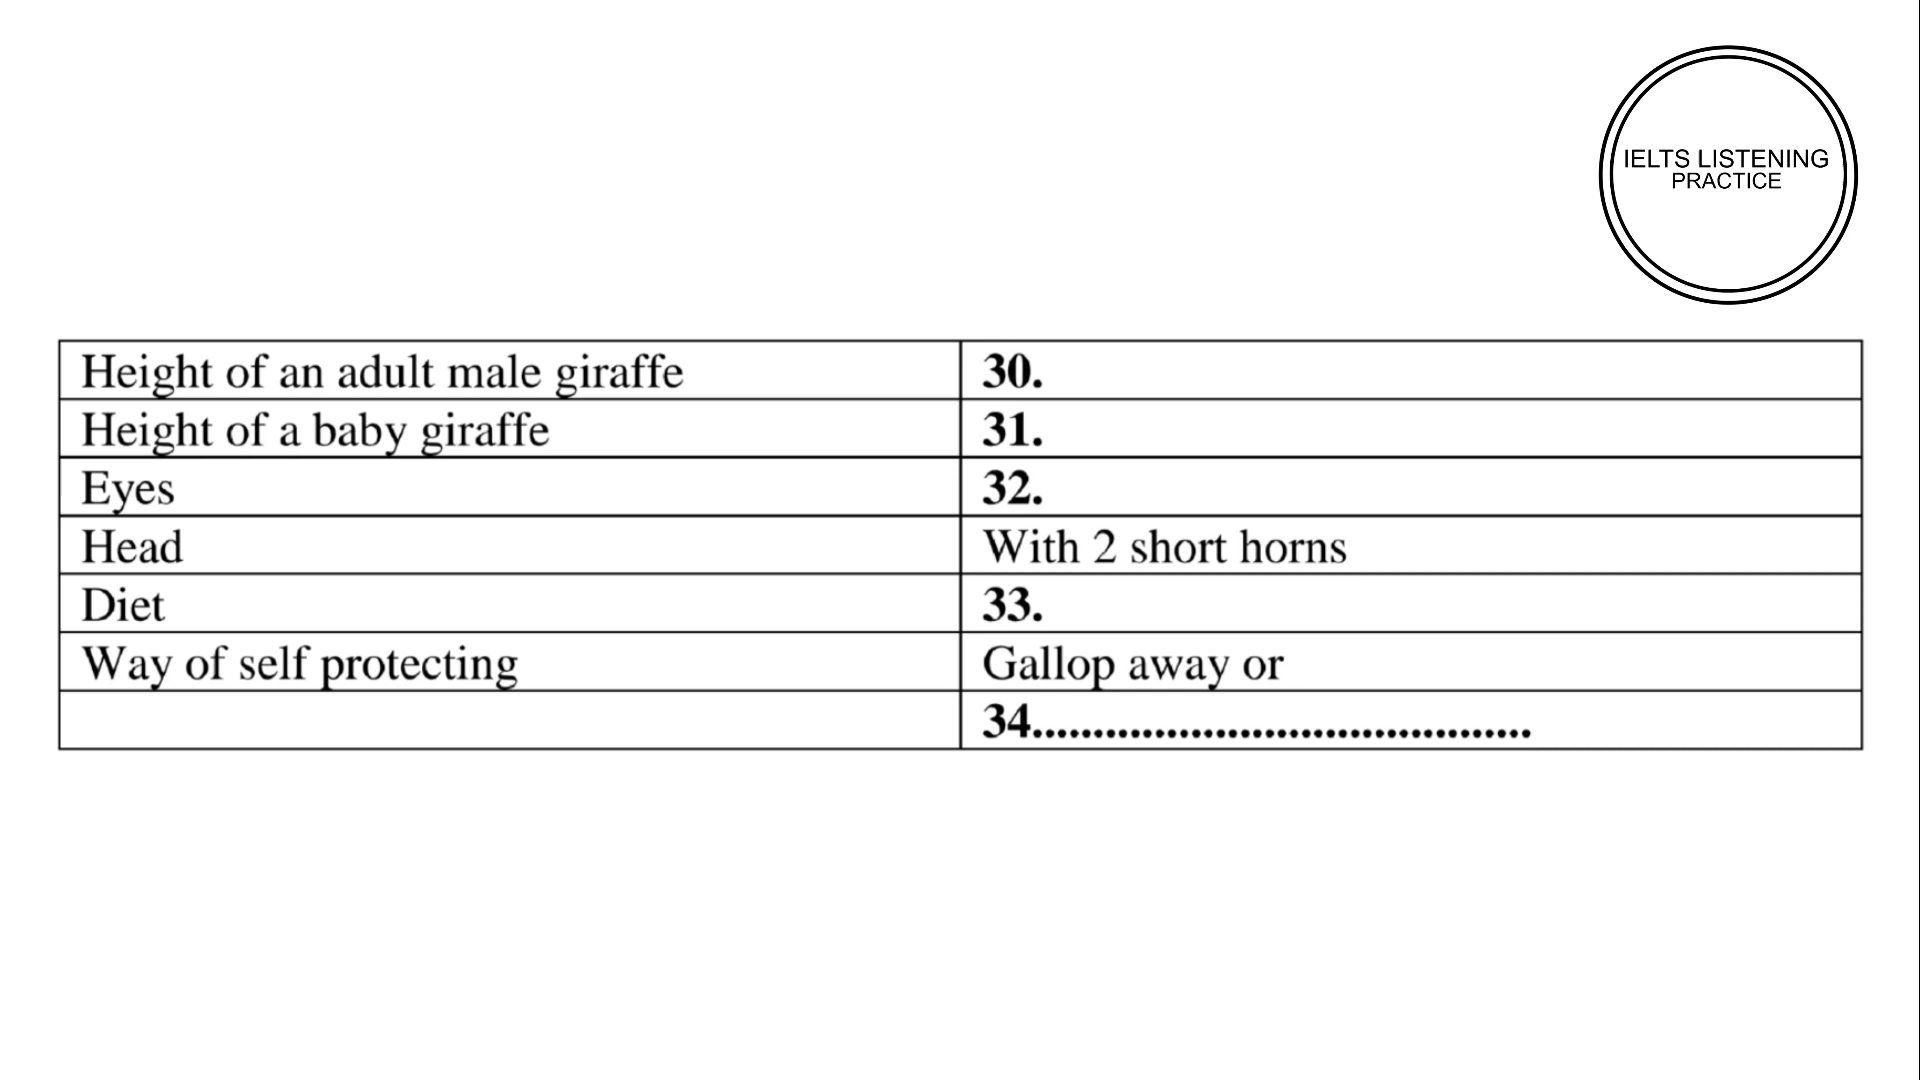 IELTS LISTENING
PRACTICE
Height of an adult male giraffe 30.
Height of a baby giraffe 31.
Eyes 32.
Head With 2 short horns
Diet 33.
Way of self protecting Gallop away or
34..........................................